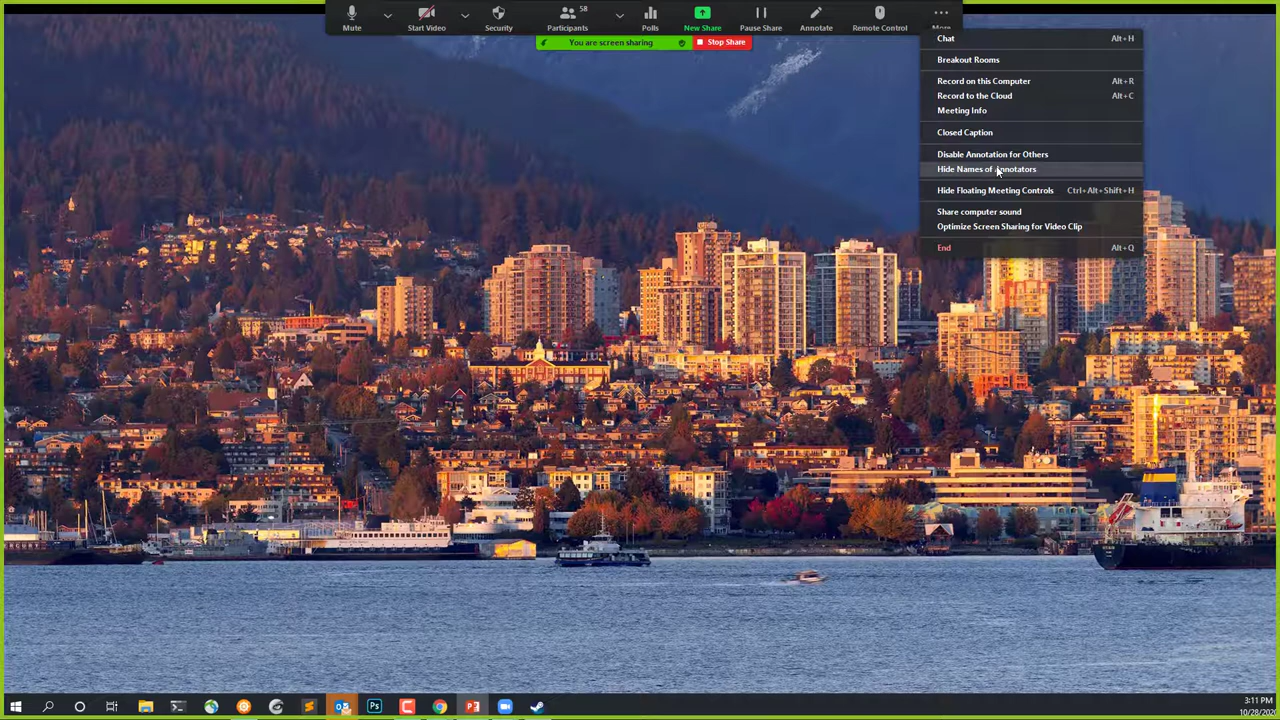 58
Mute
Start Video
Security
Participants
Polls
New Share
Pause Share
Annotate
Remote Control
More
You are screen sharing
Stop Share
Chat Alt+H
Breakout Rooms
Record on this Computer Alt+R
Record to the Cloud Alt+C
Meeting Info
Closed Caption
Disable Annotation for Others
Hide Names of Annotators
Hide Floating Meeting Controls Ctrl+Alt+Shift+H
Share computer sound
Optimize Screen Sharing for Video Clip
End Alt+Q
Ps
3:11 PM